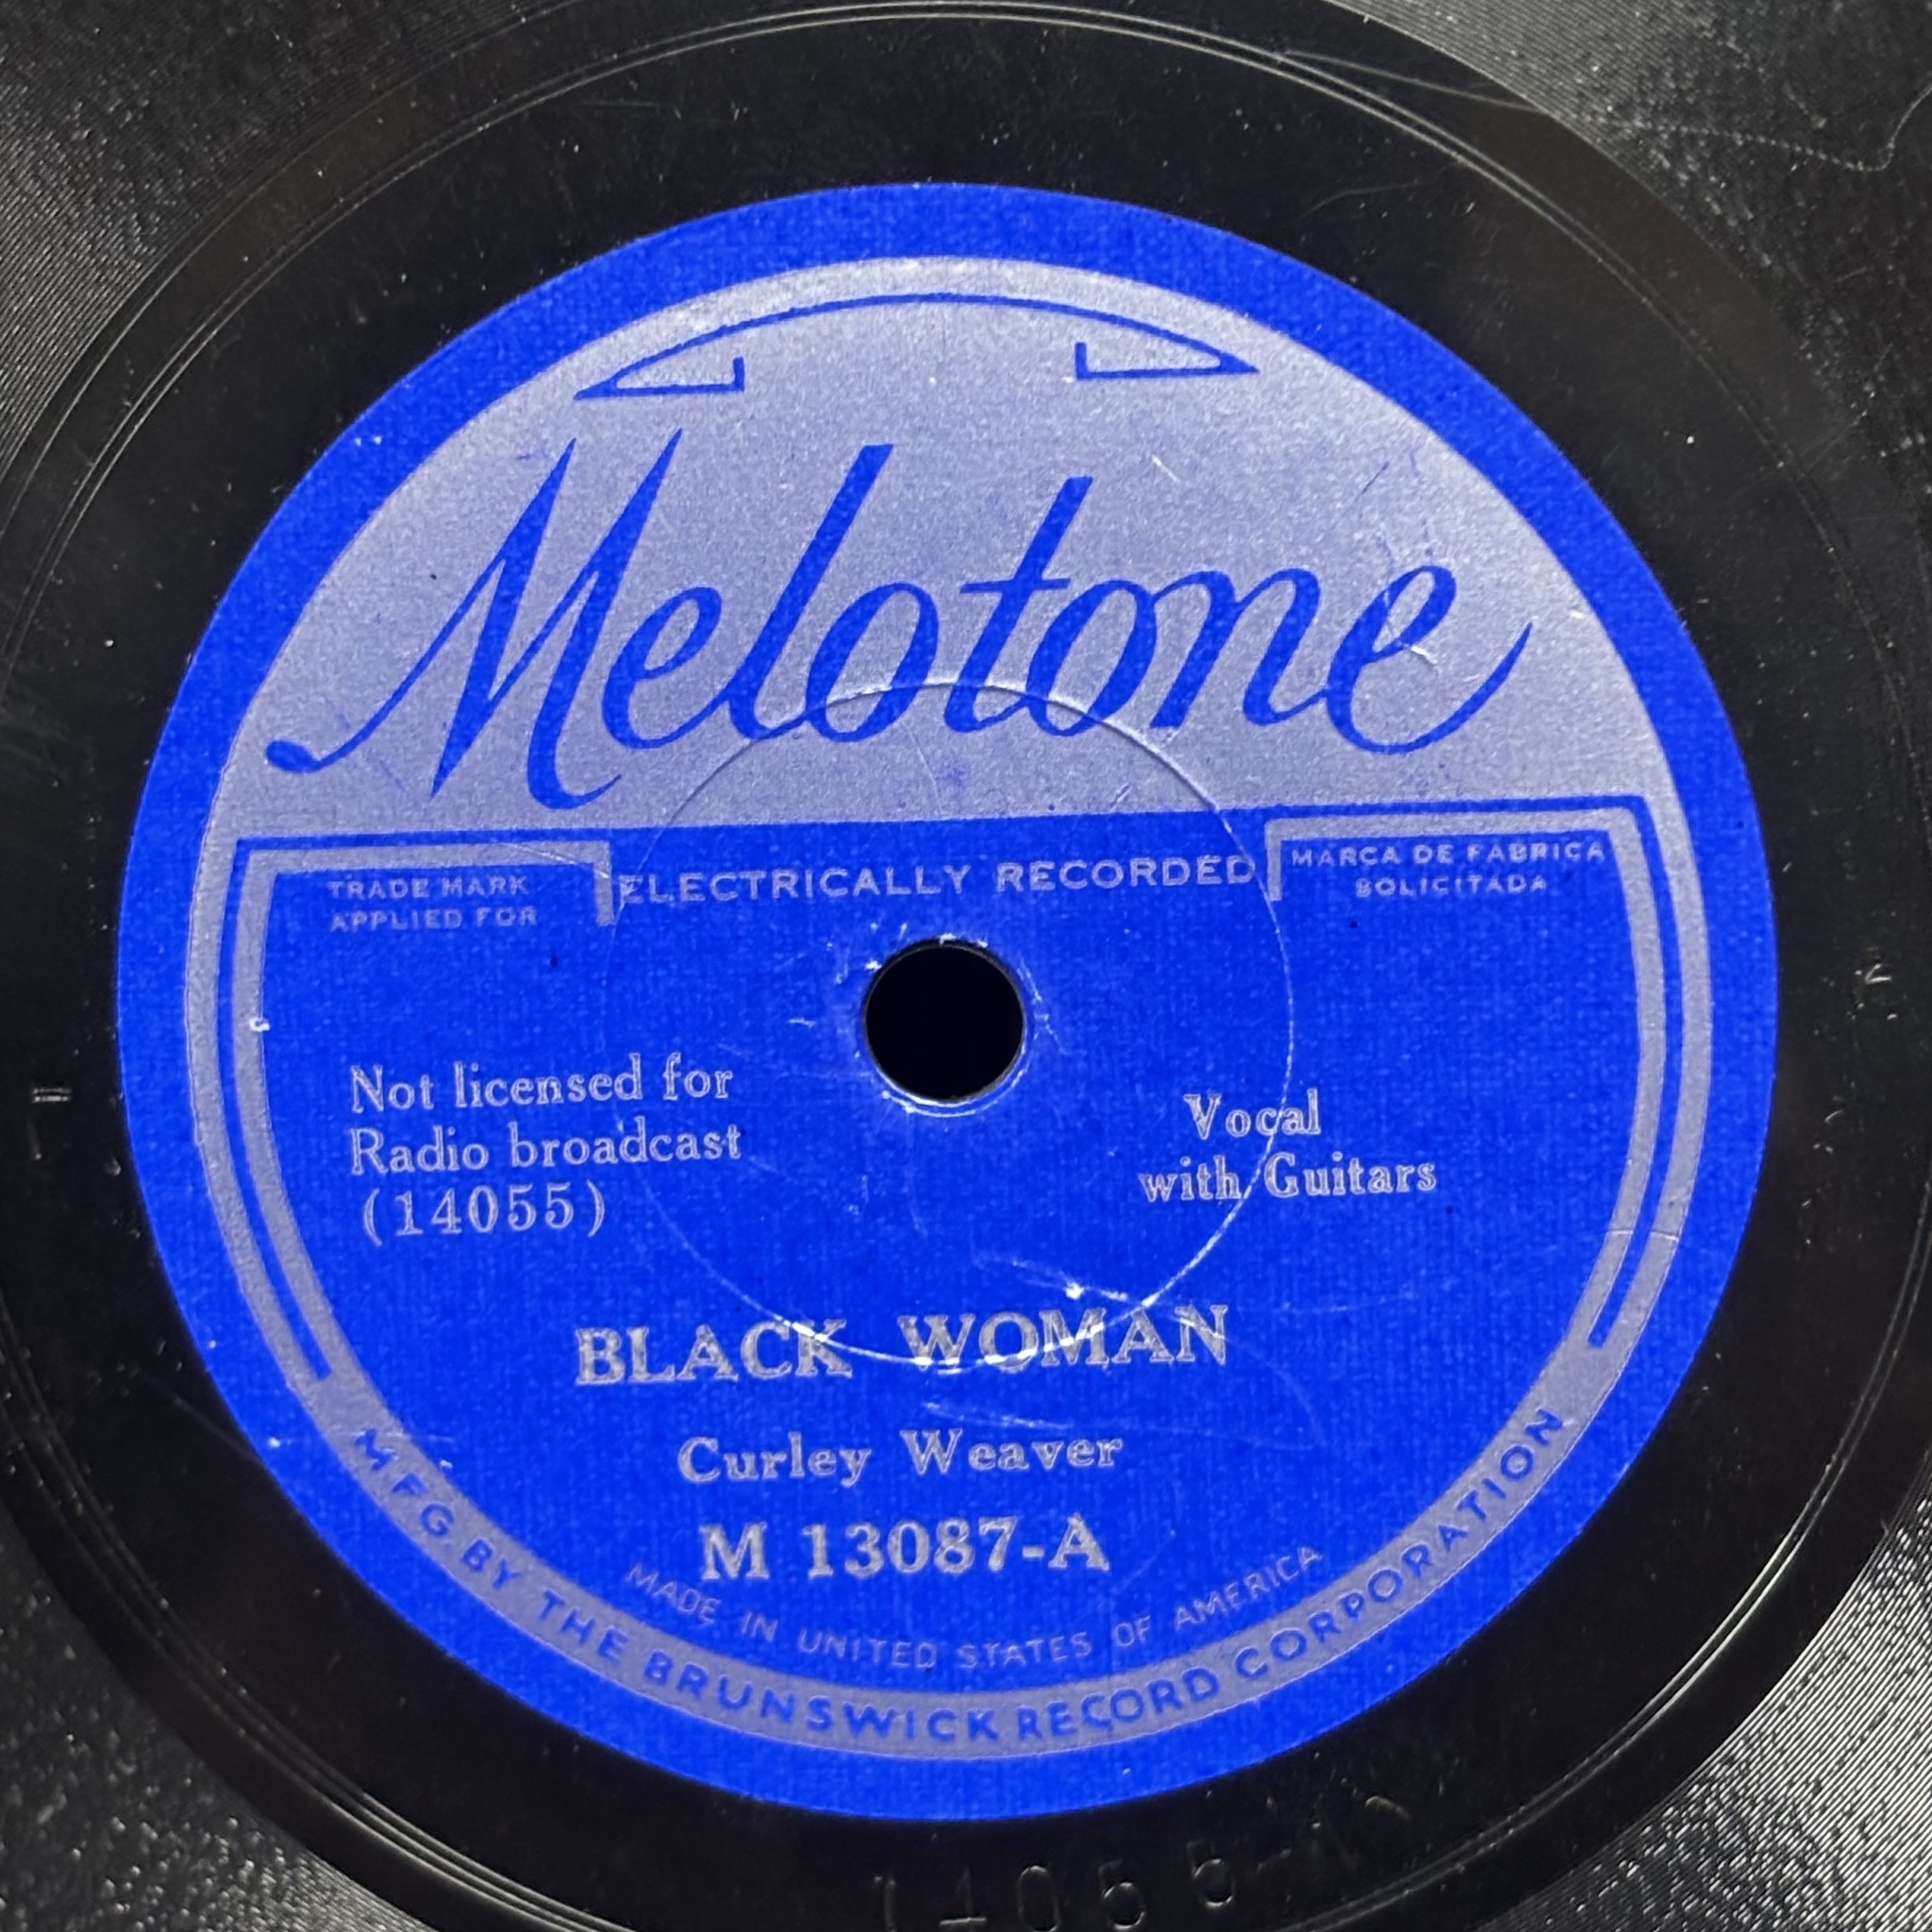 Melotone
TRADE MARK
APPLIED FOR
ELECTRICALLY RECORDED
MARCA DE FABRICA
SOLICITADA
Not licensed for
Radio broadcast
(14055)
Vocal
with Guitars
BLACK WOMAN
Curley Weaver
M 13087-A
MADE IN UNITED STATES OF AMERICA
MFG. BY THE BRUNSWICK RECORD CORPORATION